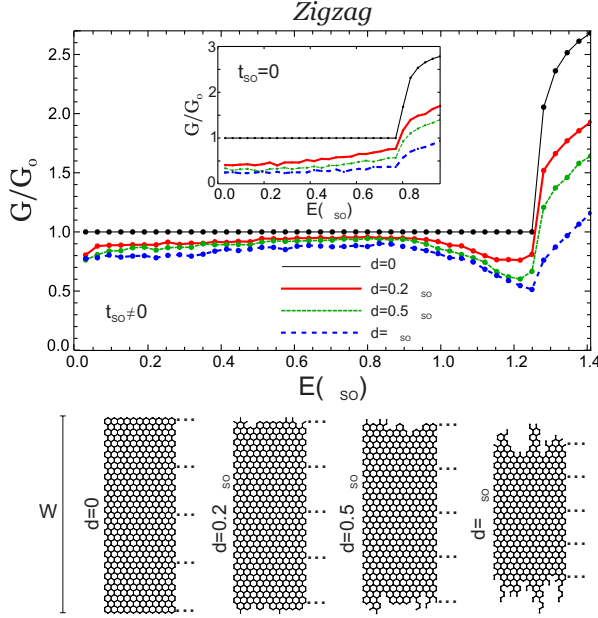 Zigzag
G/G₀
2.5
2.0
1.5
1.0
0.5
0.0
0.0 0.2 0.4 0.6 0.8 1.0 1.2 1.4
E( so)
t_so≠0
d=0
d=0.2 so
d=0.5 so
d= so
t_so=0
G/G₀
3
2
1
0
0.0 0.2 0.4 0.6 0.8
E( so)
W
d=0
d=0.2 so
d=0.5 so
d= so